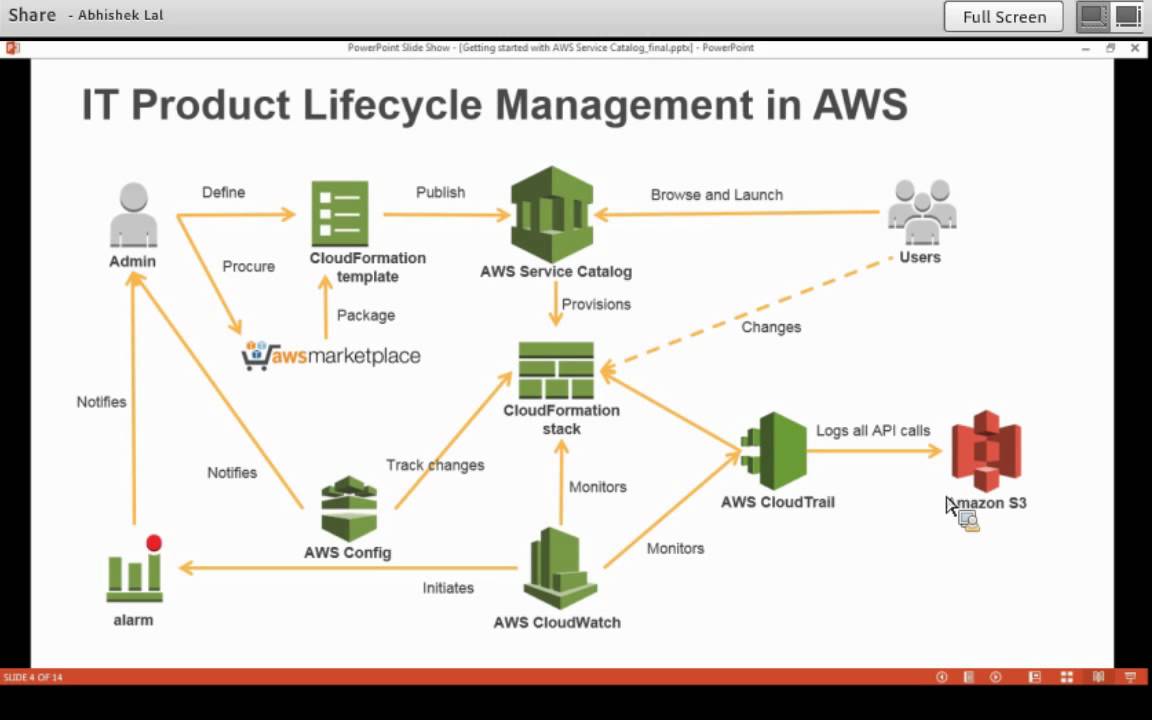 Share - Abhishek Lal
Full Screen
PowerPoint Slide Show - [Getting started with AWS Service Catalog_final.pptx] - PowerPoint
IT Product Lifecycle Management in AWS
Define
Publish
Browse and Launch
Admin
Procure
CloudFormation
template
AWS Service Catalog
Users
Package
Provisions
Changes
awsmarketplace
Notifies
CloudFormation
stack
Logs all API calls
Notifies
Track changes
Monitors
AWS CloudTrail
Amazon S3
AWS Config
Monitors
Initiates
alarm
AWS CloudWatch
SLIDE 4 OF 14